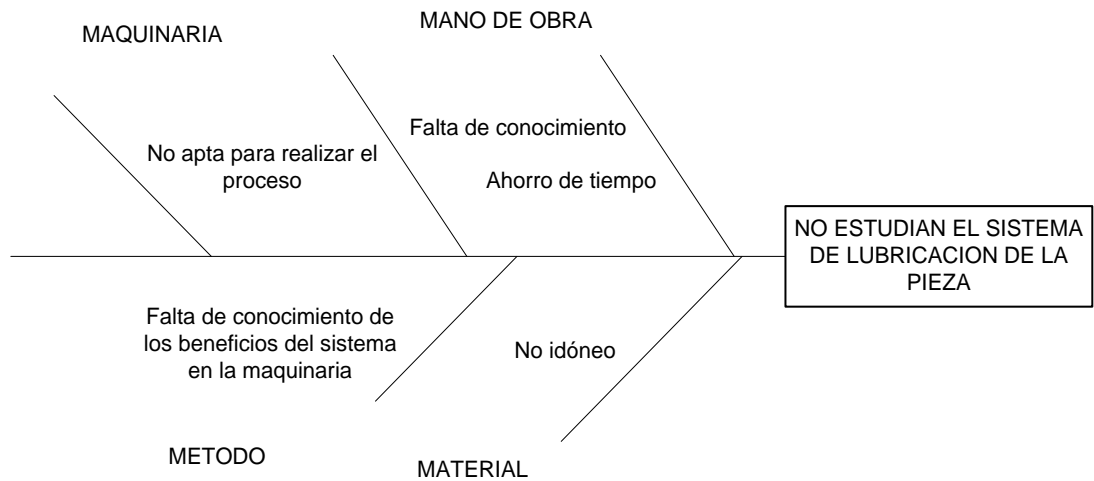 MAQUINARIA
MANO DE OBRA
No apta para realizar el
proceso
Falta de conocimiento
Ahorro de tiempo
NO ESTUDIAN EL SISTEMA
DE LUBRICACION DE LA
PIEZA
Falta de conocimiento de
los beneficios del sistema
en la maquinaria
No idóneo
METODO
MATERIAL